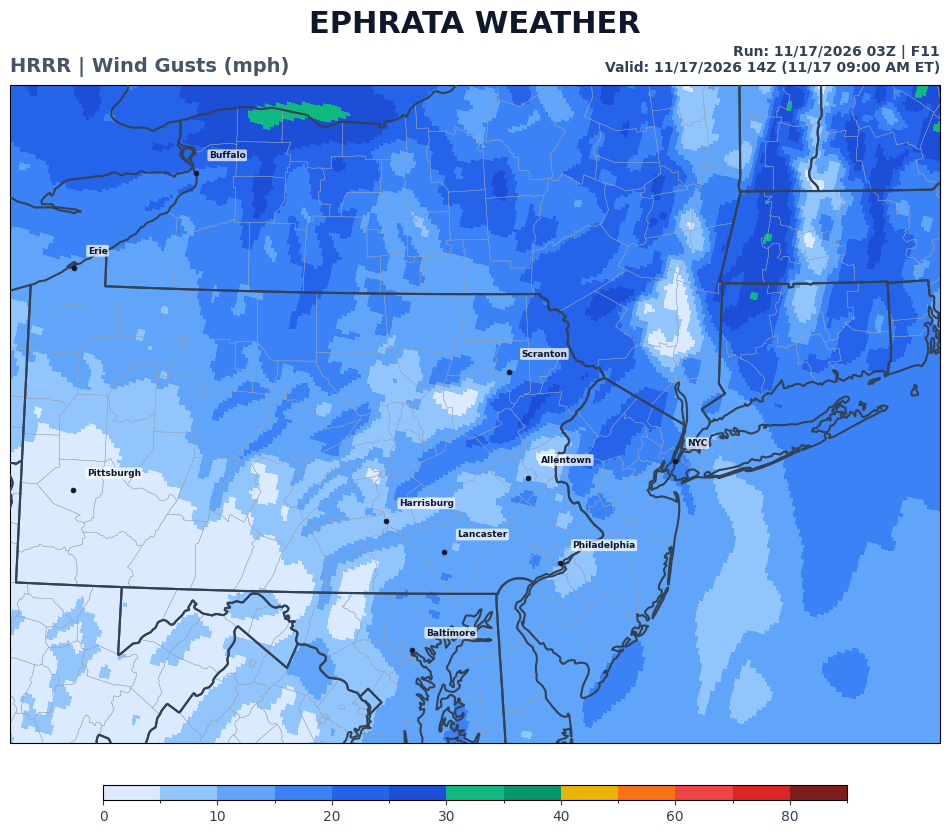 EPHRATA WEATHER
HRRR | Wind Gusts (mph)
Run: 11/17/2026 03Z | F11
Valid: 11/17/2026 14Z (11/17 09:00 AM ET)
Buffalo
Erie
Scranton
NYC
Allentown
Pittsburgh
Harrisburg
Lancaster
Philadelphia
Baltimore
0 10 20 30 40 50 60 70 80